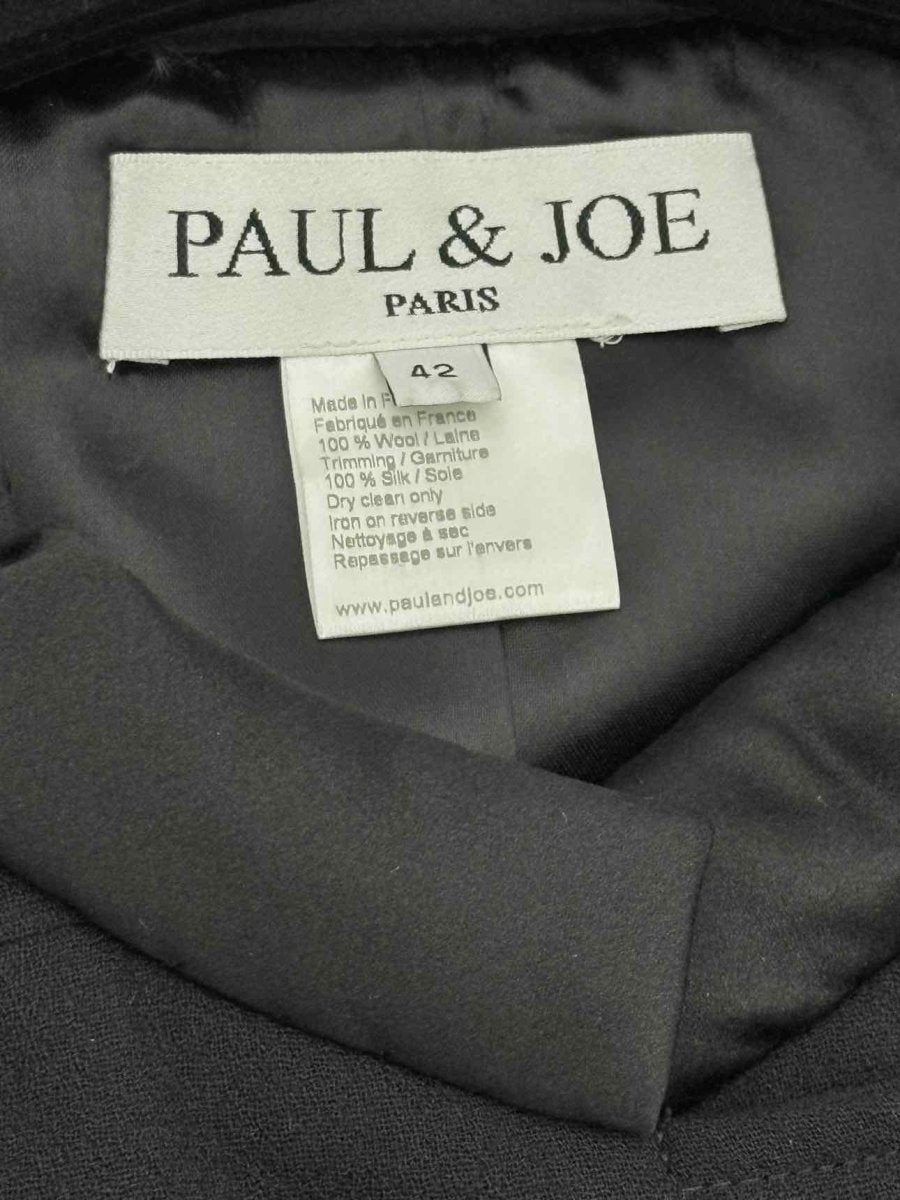 PAUL & JOE
PARIS
42
Made in F
Fabriqué en France
100 % Wool / Laine
Trimming / Garniture
100 % Silk / Soie
Dry clean only
Iron on reverse side
Nettoyage à sec
Repassage sur l'envers
www.paulandjoe.com